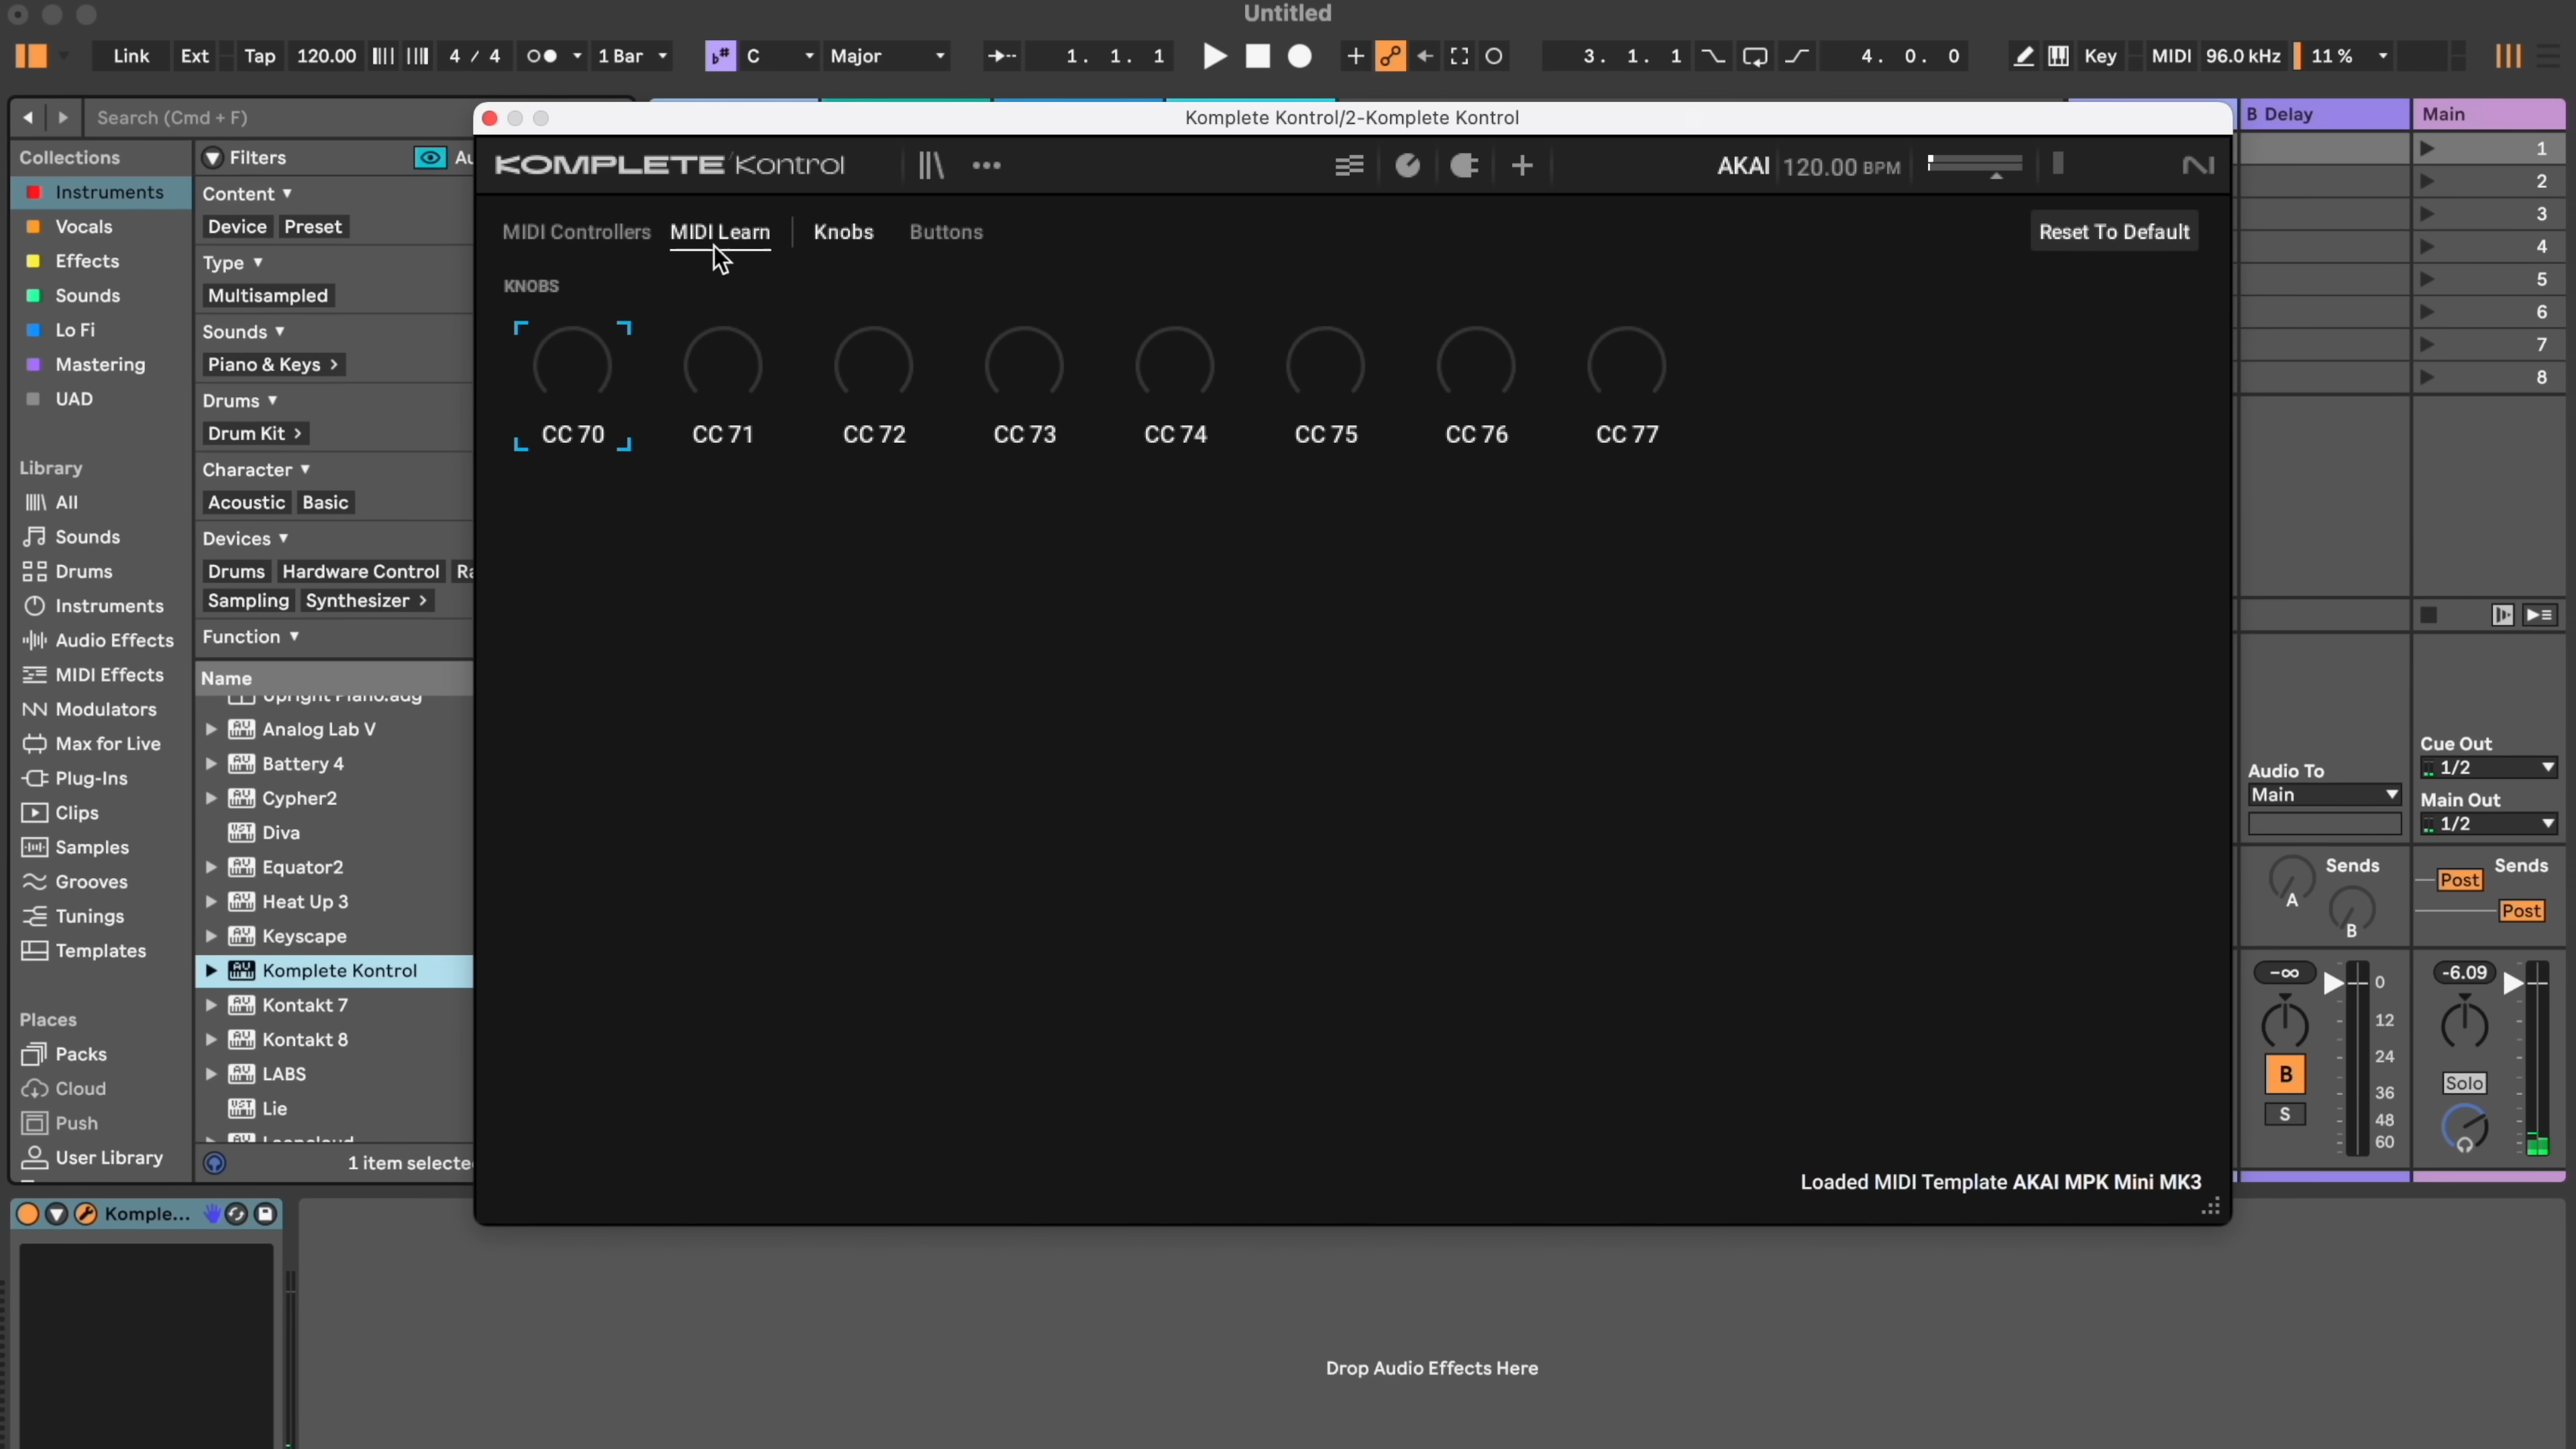 Untitled
Link Ext Tap 120.00 4 / 4 1 Bar C Major 1. 1. 1 3. 1. 1 4. 0. 0 Key MIDI 96.0 kHz 11 %
Search (Cmd + F)
Collections
Instruments
Vocals
Effects
Sounds
Lo Fi
Mastering
UAD
Library
All
Sounds
Drums
Instruments
Audio Effects
MIDI Effects
Modulators
Max for Live
Plug-Ins
Clips
Samples
Grooves
Tunings
Templates
Places
Packs
Cloud
Push
User Library
Filters
Content
Device Preset
Type
Multisampled
Sounds
Piano & Keys >
Drums
Drum Kit >
Character
Acoustic Basic
Devices
Drums Hardware Control
Sampling Synthesizer >
Function
Name
Upright Piano.adg
Analog Lab V
Battery 4
Cypher2
Diva
Equator2
Heat Up 3
Keyscape
Komplete Kontrol
Kontakt 7
Kontakt 8
LABS
Lie
Loopcloud
1 item selected
Komplete Kontrol/2-Komplete Kontrol
KOMPLETE Kontrol
AKAI 120.00 BPM
MIDI Controllers MIDI Learn Knobs Buttons Reset To Default
KNOBS
CC 70 CC 71 CC 72 CC 73 CC 74 CC 75 CC 76 CC 77
Loaded MIDI Template AKAI MPK Mini MK3
B Delay Main
1
2
3
4
5
6
7
8
Audio To
Main
Cue Out
1/2
Main Out
1/2
Sends
A
B
Sends
Post
Post
-∞
0
12
24
36
48
60
B
S
-6.09
Solo
Komple...
Drop Audio Effects Here